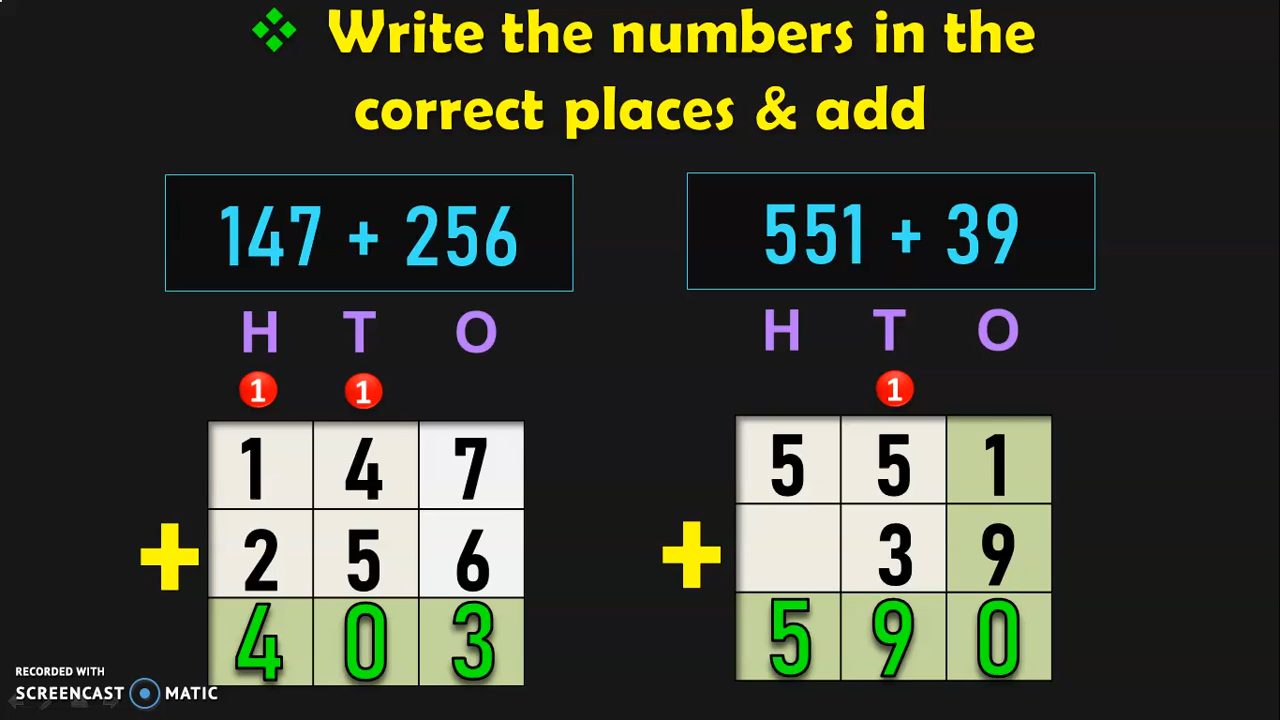 ❖ Write the numbers in the
correct places & add
147 + 256
551 + 39
H T O
1 1
1 4 7
+ 2 5 6
4 0 3
H T O
1
5 5 1
+ 3 9
5 9 0
RECORDED WITH
SCREENCAST MATIC